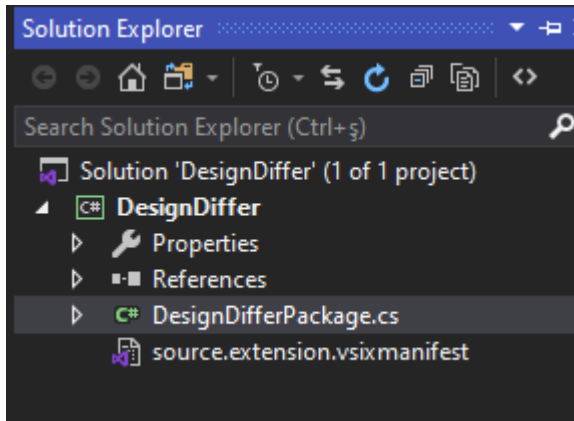 Solution Explorer
Search Solution Explorer (Ctrl+ş)
Solution 'DesignDiffer' (1 of 1 project)
C# DesignDiffer
Properties
References
C# DesignDifferPackage.cs
source.extension.vsixmanifest